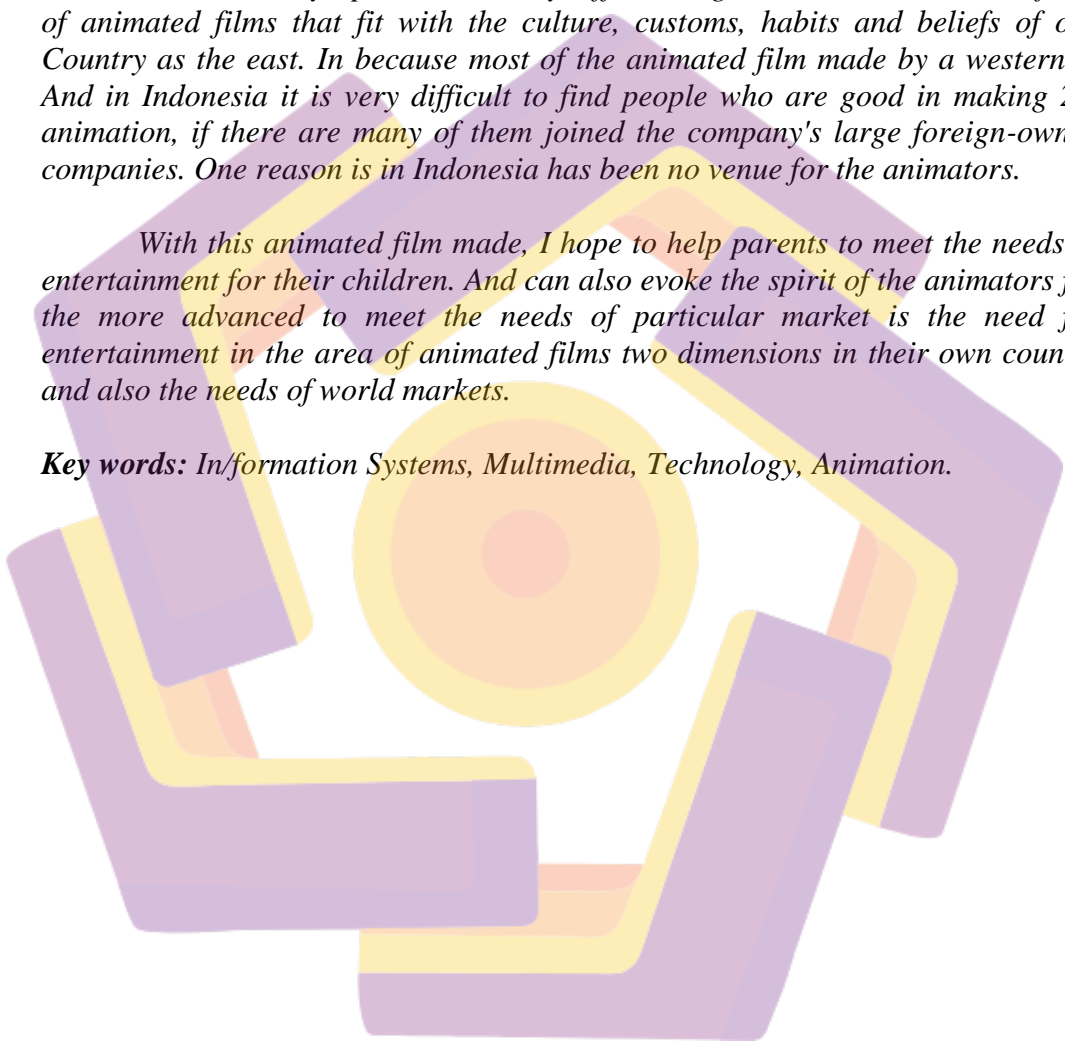 of animated films that fit with the culture, customs, habits and beliefs of
Country as the east. In because most of the animated film made by a western
And in Indonesia it is very difficult to find people who are good in making
animation, if there are many of them joined the company's large
companies. One reason is in Indonesia has been no venue for the animators.
With this animated film made, I hope to help parents to meet the needs
entertainment for their children. And can also evoke the spirit of the animators
the more advanced to meet the needs of particular market is the need
entertainment in the area of animated films two dimensions in their own
and also the needs of world markets.
Key words: In/formation Systems, Multimedia, Technology, Animation.